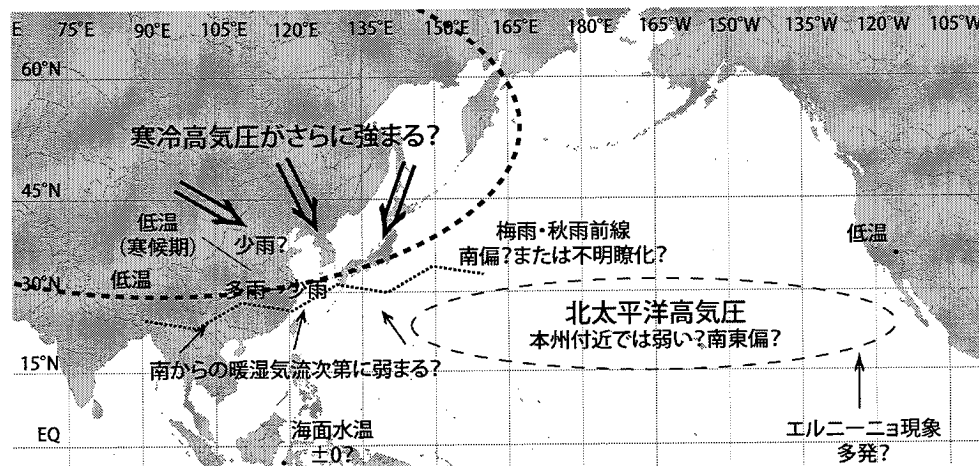 E 75°E 90°E 105°E 120°E 135°E 150°E 165°E 180°E 165°W 150°W 135°W 120°W 105°W
60°N
寒冷高気圧がさらに強まる?
45°N
低温
(寒候期)
少雨?
梅雨・秋雨前線
南偏?または不明瞭化?
低温
低温
30°N
多雨
少雨
北太平洋高気圧
本州付近では弱い?南東偏?
15°N
南からの暖湿気流次第に弱まる?
EQ
海面水温
±0?
エルニーニョ現象
多発?